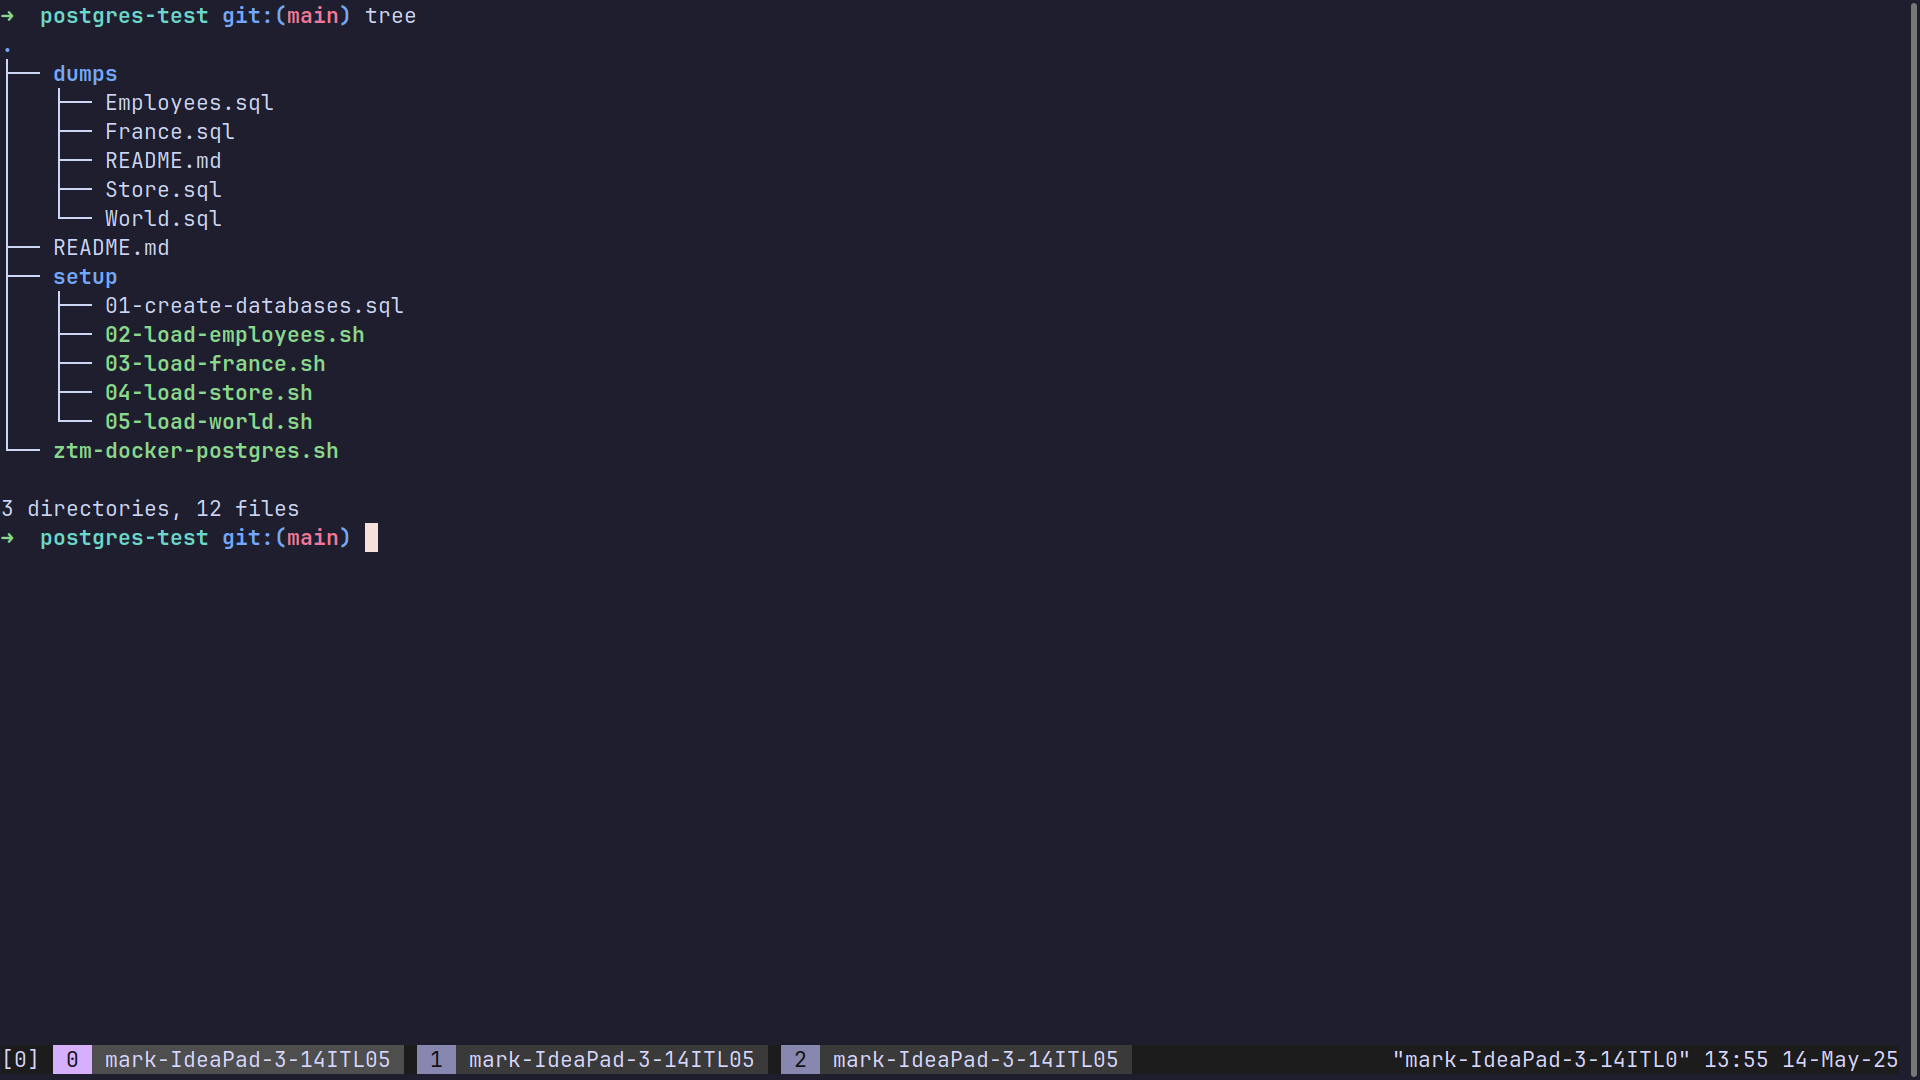 →  postgres-test git:(main) tree
.
├── dumps
│   ├── Employees.sql
│   ├── France.sql
│   ├── README.md
│   ├── Store.sql
│   └── World.sql
├── README.md
├── setup
│   ├── 01-create-databases.sql
│   ├── 02-load-employees.sh
│   ├── 03-load-france.sh
│   ├── 04-load-store.sh
│   └── 05-load-world.sh
└── ztm-docker-postgres.sh
3 directories, 12 files
→  postgres-test git:(main)
[0] 0 mark-IdeaPad-3-14ITL05 1 mark-IdeaPad-3-14ITL05 2 mark-IdeaPad-3-14ITL05 "mark-IdeaPad-3-14ITL0" 13:55 14-May-25